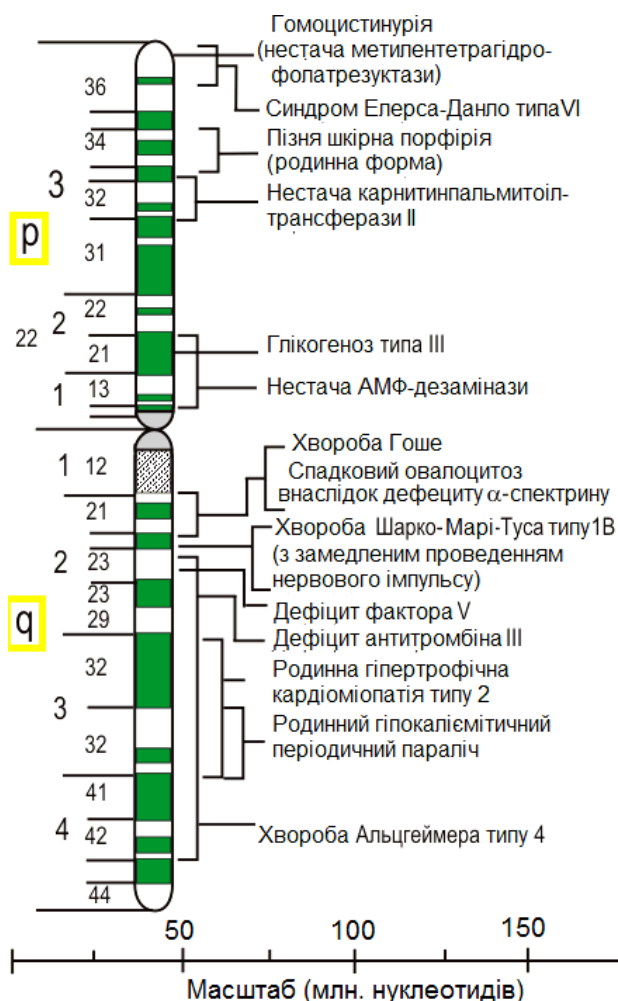 Гомоцистинурія
(нестача метилентетрагідро-
фолатрезуктази)
36
Синдром Елерса-Данло типаVI
34
Пізня шкірна порфірія
(родинна форма)
3
32
Нестача карнитинпальмитоіл-
трансферази II
p
31
22
2
22
21
Глікогеноз типа III
1
13
Нестача АМФ-дезамінази
1
12
Хвороба Гоше
Спадковий овалоцитоз
внаслідок дефециту α-спектрину
21
Хвороба Шарко-Марі-Туса типу1В
(з замедленим проведенням
нервового імпульсу)
2
23
23
Дефіцит фактора V
q
29
Дефіцит антитромбіна III
32
Родинна гіпертрофічна
кардіоміопатія типу 2
3
Родинний гіпокаліємітичний
періодичний параліч
32
41
4
42
Хвороба Альцгеймера типу 4
44
50
100
150
Масштаб (млн. нуклеотидів)